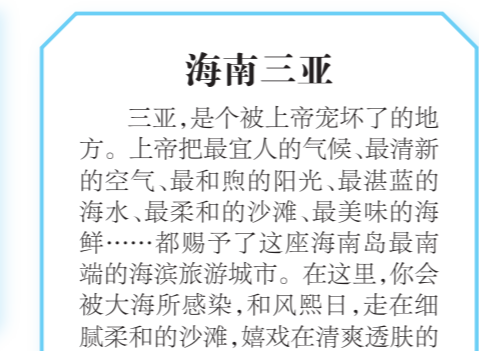 海南三亚
三亚,是个被上帝宠坏了的地
方。上帝把最宜人的气候、最清新
的空气、最和煦的阳光、最湛蓝的
海水、最柔和的沙滩、最美味的海
鲜……都赐予了这座海南岛最南
端的海滨旅游城市。在这里,你会
被大海所感染,和风熙日,走在细
腻柔和的沙滩,嬉戏在清爽透肤的